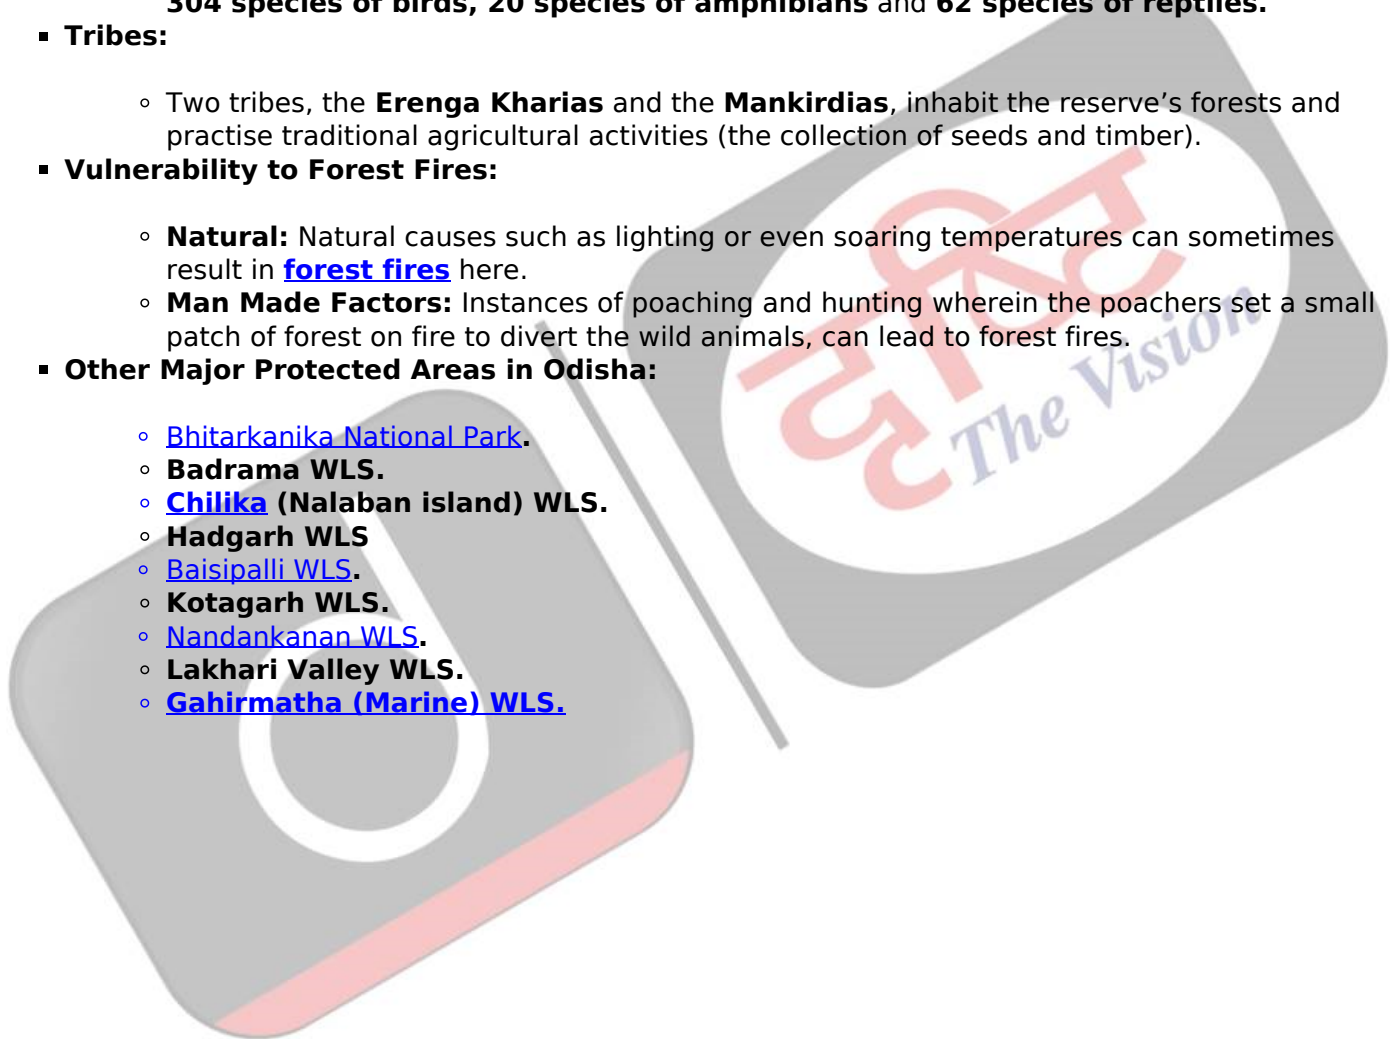 304 species of birds, 20 species of amphibians and 62 species of reptiles.
▪ Tribes:
◦ Two tribes, the Erenga Kharias and the Mankirdias, inhabit the reserve’s forests and
practise traditional agricultural activities (the collection of seeds and timber).
▪ Vulnerability to Forest Fires:
◦ Natural: Natural causes such as lighting or even soaring temperatures can sometimes
result in forest fires here.
◦ Man Made Factors: Instances of poaching and hunting wherein the poachers set a small
patch of forest on fire to divert the wild animals, can lead to forest fires.
▪ Other Major Protected Areas in Odisha:
◦ Bhitarkanika National Park.
◦ Badrama WLS.
◦ Chilika (Nalaban island) WLS.
◦ Hadgarh WLS
◦ Baisipalli WLS.
◦ Kotagarh WLS.
◦ Nandankanan WLS.
◦ Lakhari Valley WLS.
◦ Gahirmatha (Marine) WLS.
d
दृष्टि
The Vision